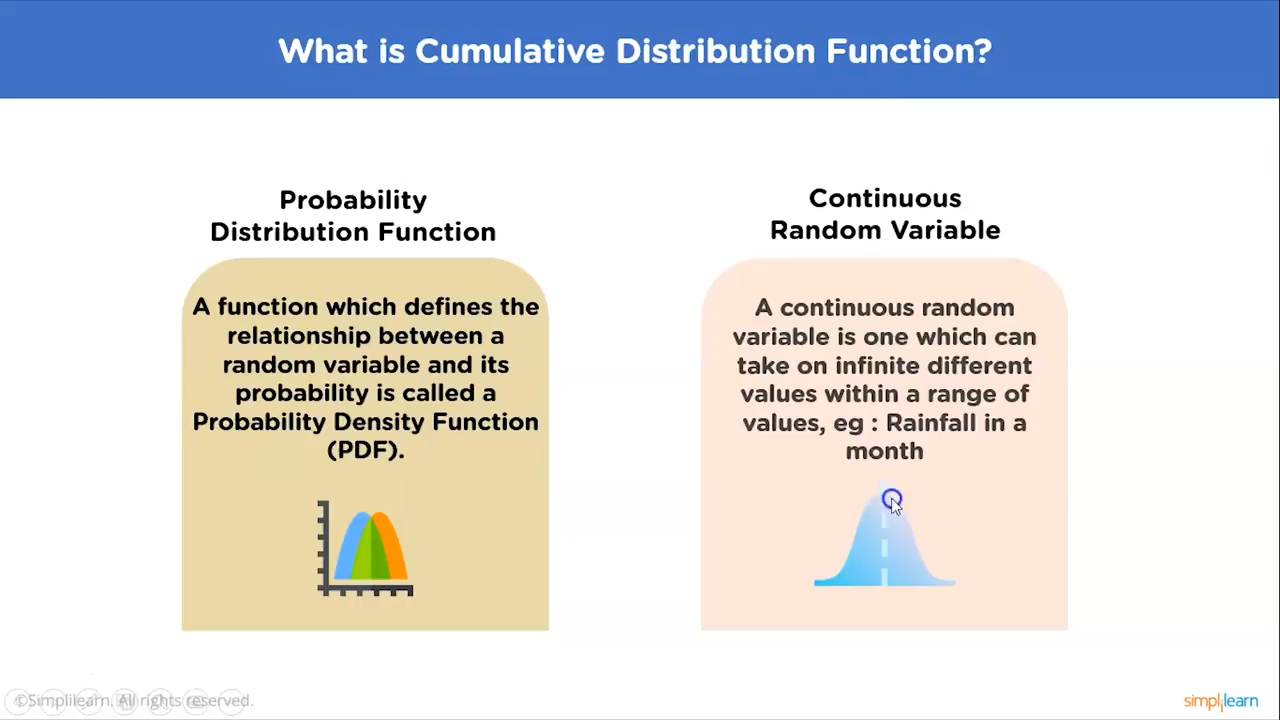 What is Cumulative Distribution Function?
Probability
Distribution Function
A function which defines the
relationship between a
random variable and its
probability is called a
Probability Density Function
(PDF).
Continuous
Random Variable
A continuous random
variable is one which can
take on infinite different
values within a range of
values, eg : Rainfall in a
month
©Simplilearn. All rights reserved.
simplilearn